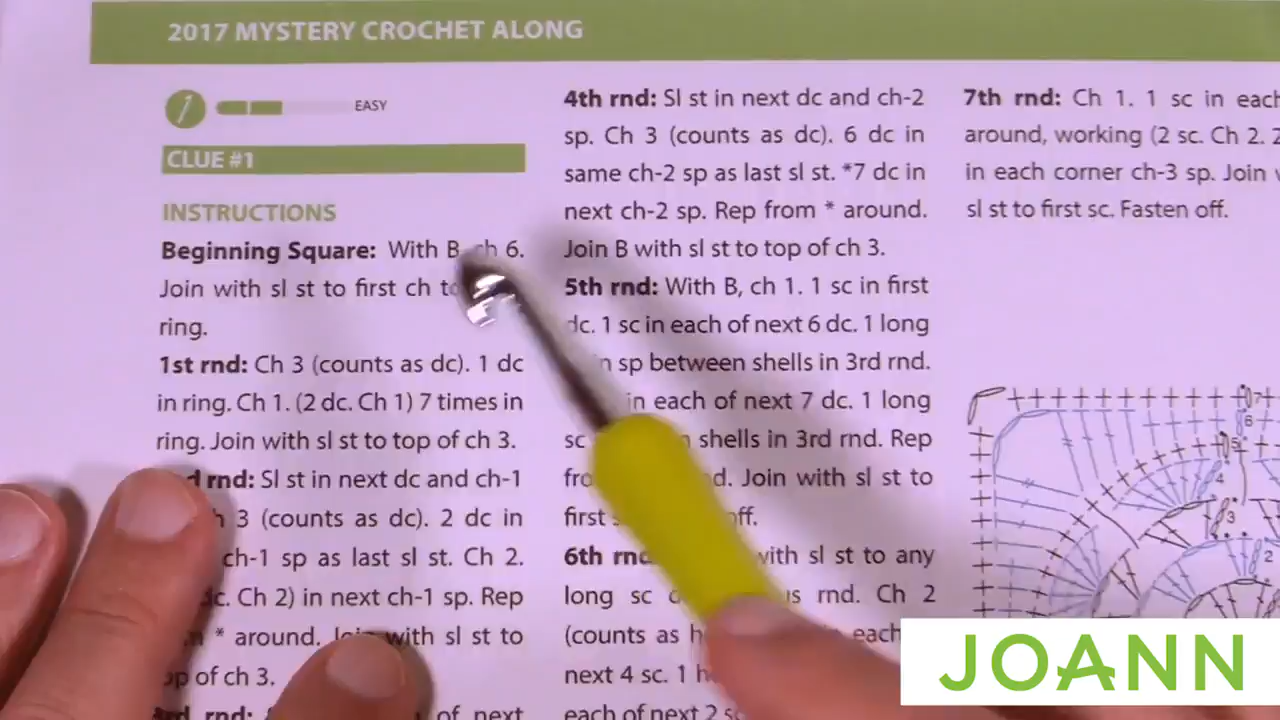 2017 MYSTERY CROCHET ALONG
EASY
CLUE #1
INSTRUCTIONS
Beginning Square: With B, ch 6.
Join with sl st to first ch to
ring.
1st rnd: Ch 3 (counts as dc). 1 dc
in ring. Ch 1. (2 dc. Ch 1) 7 times in
ring. Join with sl st to top of ch 3.
rnd: Sl st in next dc and ch-1
3 (counts as dc). 2 dc in
ch-1 sp as last sl st. Ch 2.
Ch 2) in next ch-1 sp. Rep
* around. Join with sl st to
of ch 3.
rnd: of next
4th rnd: Sl st in next dc and ch-2
sp. Ch 3 (counts as dc). 6 dc in
same ch-2 sp as last sl st. *7 dc in
next ch-2 sp. Rep from * around.
Join B with sl st to top of ch 3.
5th rnd: With B, ch 1. 1 sc in first
dc. 1 sc in each of next 6 dc. 1 long
in sp between shells in 3rd rnd.
in each of next 7 dc. 1 long
sc shells in 3rd rnd. Rep
Join with sl st to
first
6th rnd with sl st to any
long sc rnd. Ch 2
(counts as each
next 4 sc. 1
each of next 2 sc
7th rnd: Ch 1. 1 sc in each
around, working (2 sc. Ch 2. 2
in each corner ch-3 sp. Join
sl st to first sc. Fasten off.
7
6
5
4
3
2
JOANN